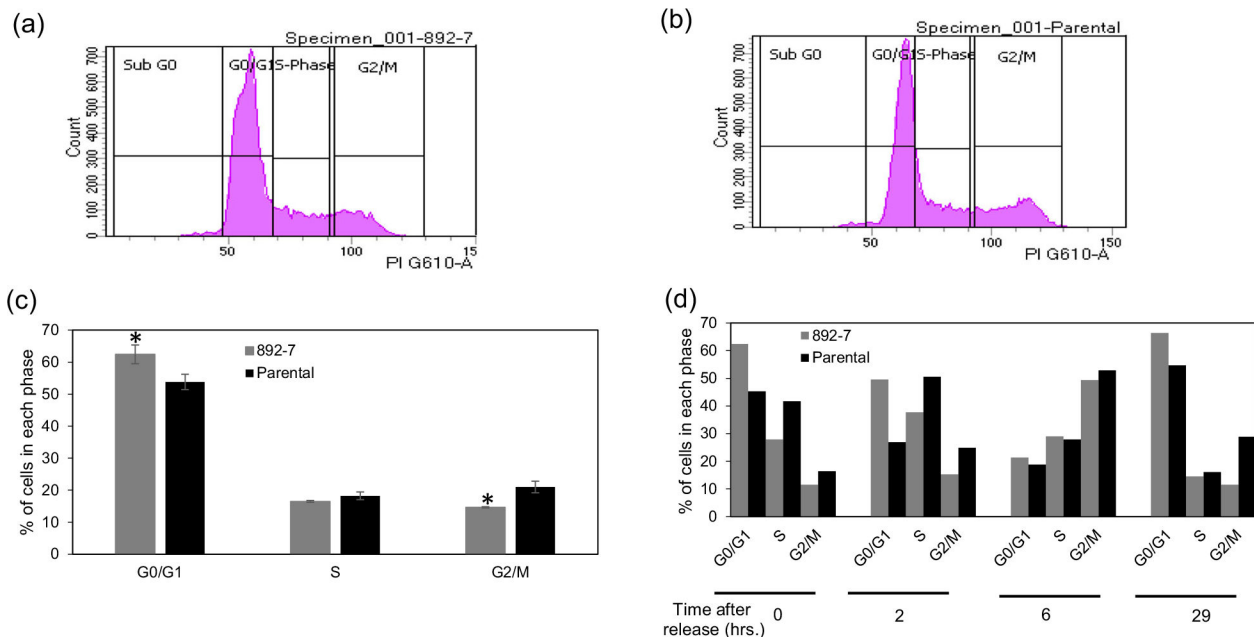 (a)
Specimen_001-892-7
Sub G0
G0/G1
S-Phase
G2/M
Count
0 100 200 300 400 500 600 700
50 100 15
PI G610-A
(b)
Specimen_001-Parental
Sub G0
G0/G1
S-Phase
G2/M
Count
0 100 200 300 400 500 600 700
50 100 150
PI G610-A
(c)
% of cells in each phase
70
60
50
40
30
20
10
0
*
*
892-7
Parental
G0/G1 S G2/M
(d)
% of cells in each phase
70
60
50
40
30
20
10
0
892-7
Parental
G0/G1 S G2/M G0/G1 S G2/M G0/G1 S G2/M G0/G1 S G2/M
Time after
release (hrs.) 0 2 6 29